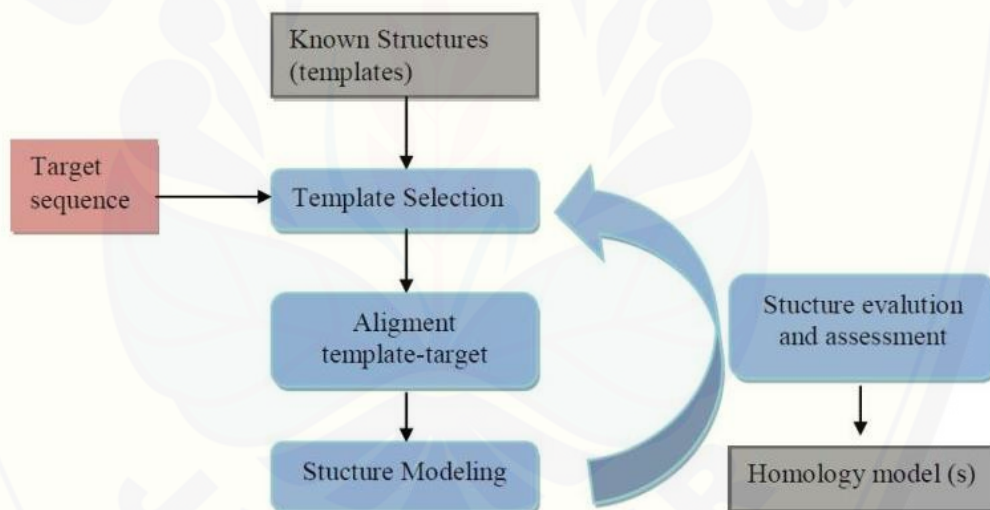 Known Structures
(templates)
Target
sequence
Template Selection
Aligment
template-target
Stucture evalution
and assessment
Stucture Modeling
Homology model (s)